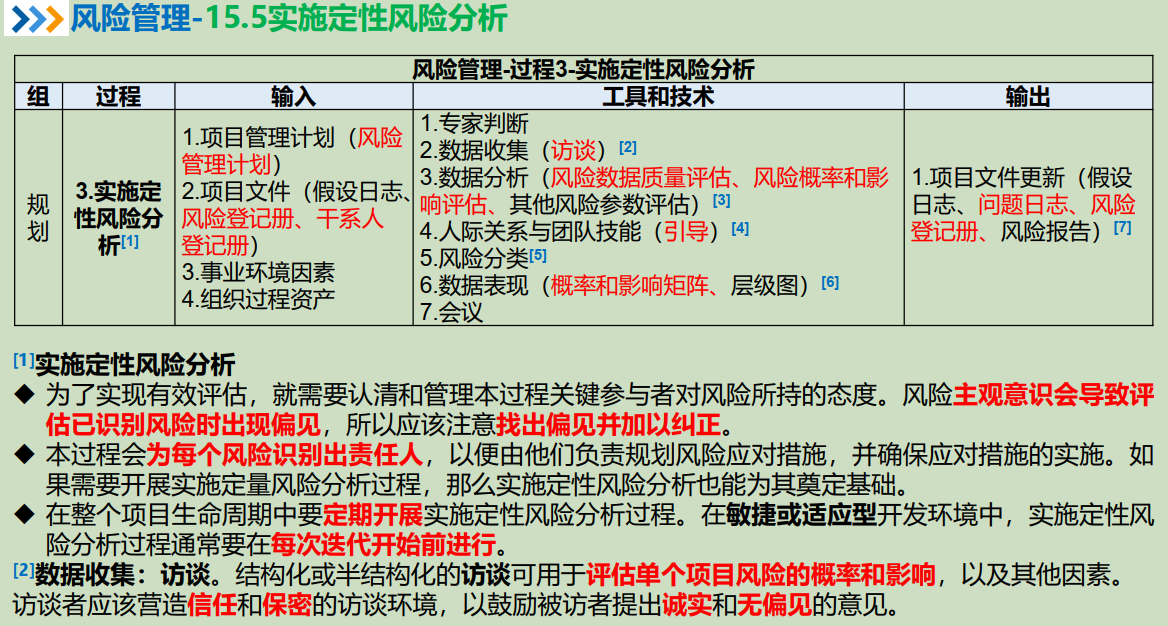 风险管理-15.5实施定性风险分析
风险管理-过程3-实施定性风险分析
组 过程 输入 工具和技术 输出
规划
3.实施定
性风险分
析[1]
1.项目管理计划（风险
管理计划）
2.项目文件（假设日志、
风险登记册、干系人
登记册）
3.事业环境因素
4.组织过程资产
1.专家判断
2.数据收集（访谈）[2]
3.数据分析（风险数据质量评估、风险概率和影
响评估、其他风险参数评估）[3]
4.人际关系与团队技能（引导）[4]
5.风险分类[5]
6.数据表现（概率和影响矩阵、层级图）[6]
7.会议
1.项目文件更新（假设
日志、问题日志、风险
登记册、风险报告）[7]
[1]实施定性风险分析
◆ 为了实现有效评估，就需要认清和管理本过程关键参与者对风险所持的态度。风险主观意识会导致评
估已识别风险时出现偏见，所以应该注意找出偏见并加以纠正。
◆ 本过程会为每个风险识别出责任人，以便由他们负责规划风险应对措施，并确保应对措施的实施。如
果需要开展实施定量风险分析过程，那么实施定性风险分析也能为其奠定基础。
◆ 在整个项目生命周期中要定期开展实施定性风险分析过程。在敏捷或适应型开发环境中，实施定性风
险分析过程通常要在每次迭代开始前进行。
[2]数据收集：访谈。结构化或半结构化的访谈可用于评估单个项目风险的概率和影响，以及其他因素。
访谈者应该营造信任和保密的访谈环境，以鼓励被访者提出诚实和无偏见的意见。